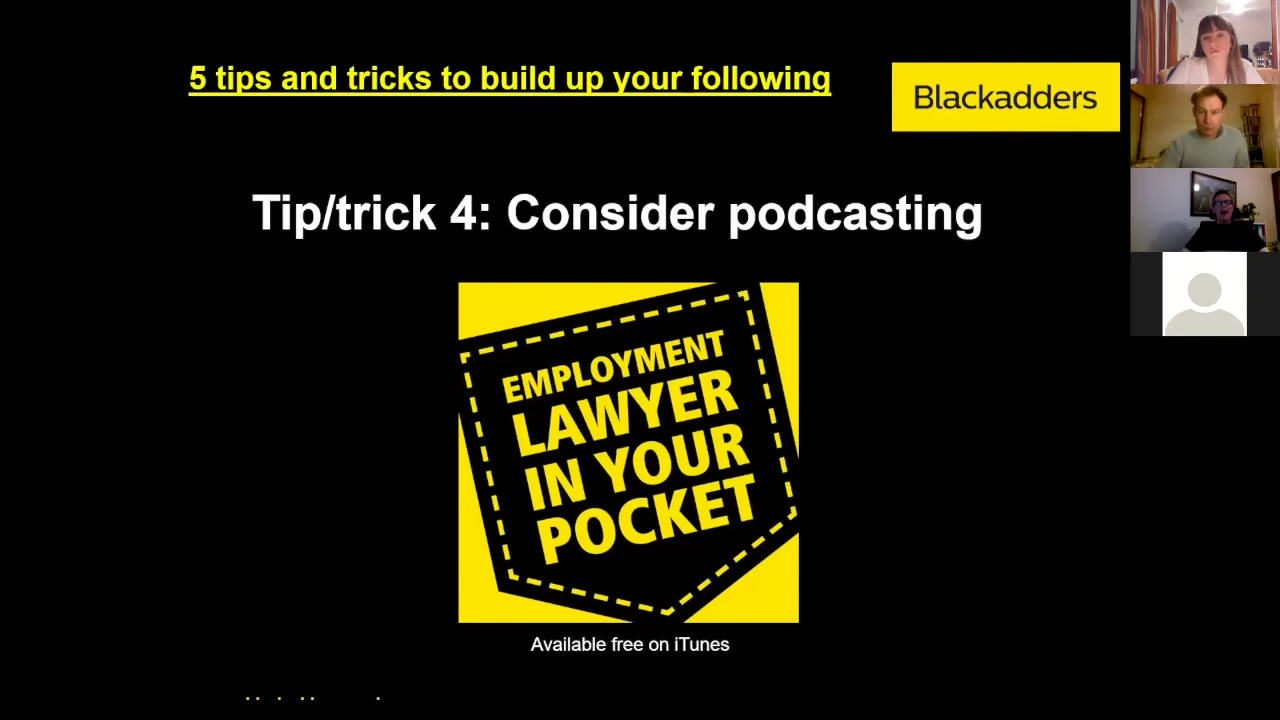 5 tips and tricks to build up your following
Blackadders
Tip/trick 4: Consider podcasting
EMPLOYMENT
LAWYER
IN YOUR
POCKET
Available free on iTunes